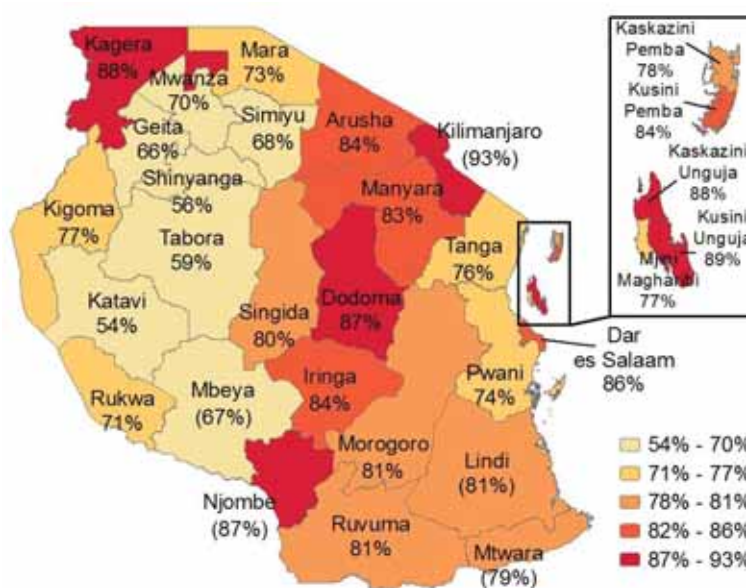 Kagera
88%
Mara
73%
Mwanza
70%
Geita
66%
Simiyu
68%
Shinyanga
56%
Arusha
84%
Kilimanjaro
(93%)
Manyara
83%
Kigoma
77%
Tabora
59%
Tanga
76%
Katavi
54%
Singida
80%
Dodoma
87%
Dar
es Salaam
86%
Pwani
74%
Rukwa
71%
Mbeya
(67%)
Iringa
84%
Morogoro
81%
Lindi
(81%)
Njombe
(87%)
Ruvuma
81%
Mtwara
(79%)
Kaskazini
Pemba
78%
Kusini
Pemba
84%
Kaskazini
Unguja
88%
Kusini
Unguja
89%
Mjini
Magharibi
77%
54% - 70%
71% - 77%
78% - 81%
82% - 86%
87% - 93%